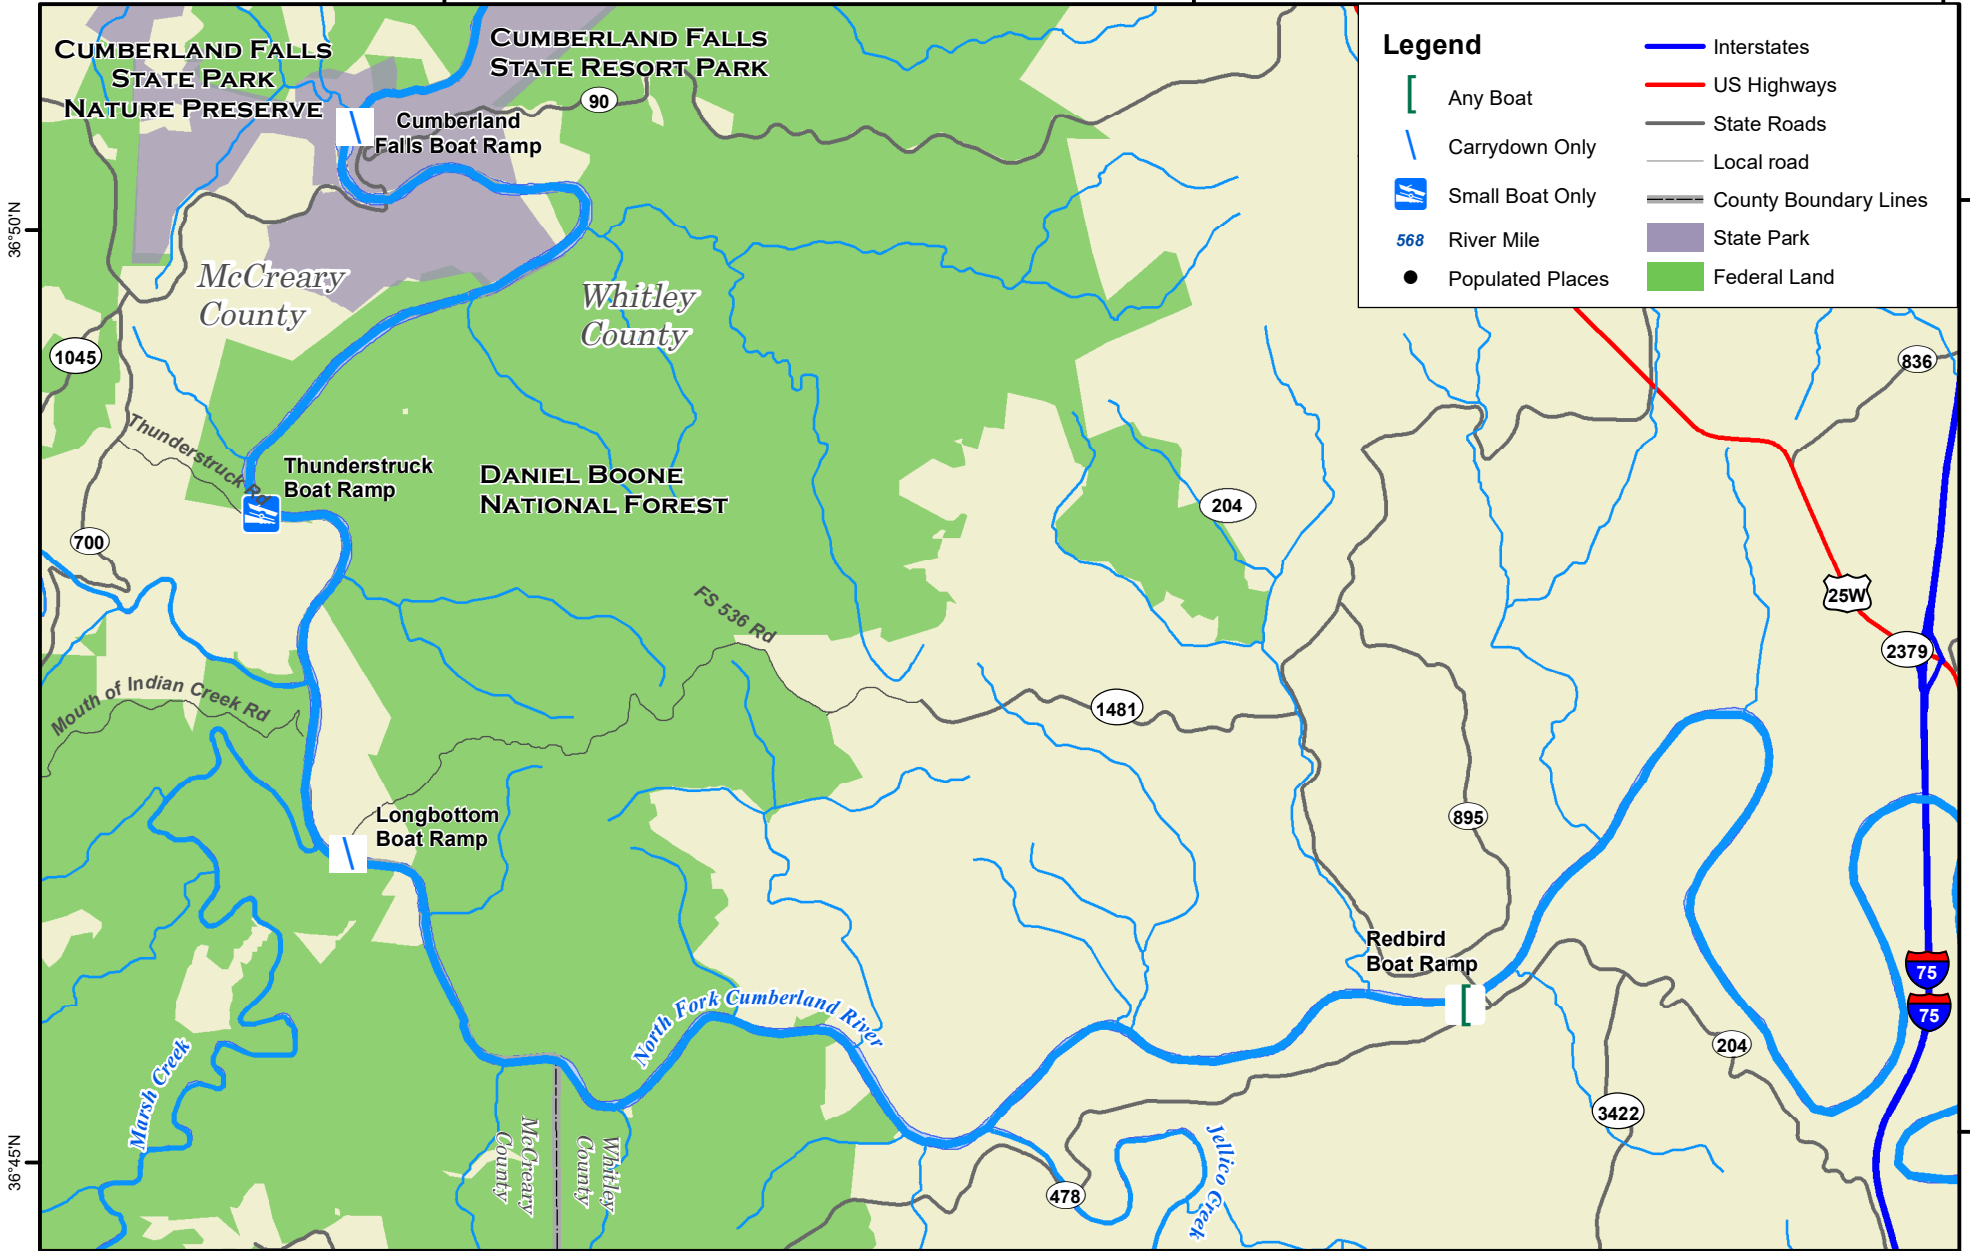 CUMBERLAND FALLS
STATE PARK
NATURE PRESERVE
CUMBERLAND FALLS
STATE RESORT PARK
90
Cumberland
Falls Boat Ramp
Legend
Any Boat
Carrydown Only
Small Boat Only
568 River Mile
Populated Places
Interstates
US Highways
State Roads
Local road
County Boundary Lines
State Park
Federal Land
36°50'N
McCreary
County
Whitley
County
1045
836
Thunderstruck Rd
Thunderstruck
Boat Ramp
DANIEL BOONE
NATIONAL FOREST
204
700
25W
FS 536 Rd
2379
Mouth of Indian Creek Rd
1481
Longbottom
Boat Ramp
895
Redbird
Boat Ramp
75
75
North Fork Cumberland River
204
Marsh Creek
3422
McCreary
County
Whitley
County
36°45'N
478
Jellico Creek